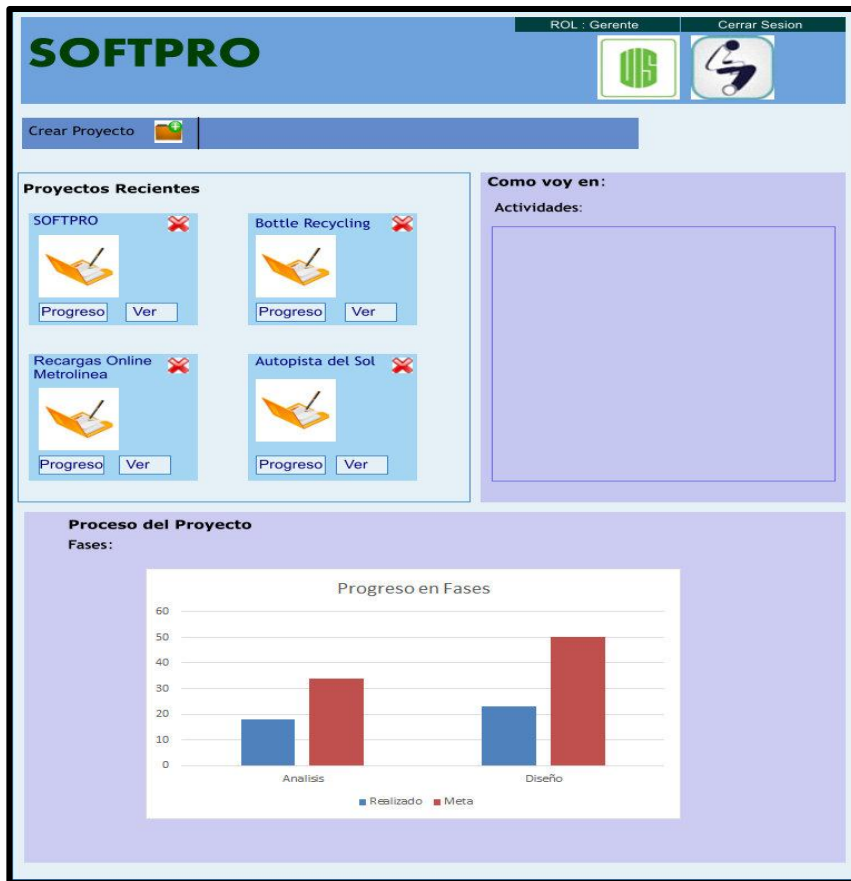 ROL : Gerente
Cerrar Sesion
SOFTPRO
UIS
Crear Proyecto
Proyectos Recientes
SOFTPRO
Progreso
Ver
Bottle Recycling
Progreso
Ver
Recargas Online
Metrolinea
Progreso
Ver
Autopista del Sol
Progreso
Ver
Como voy en:
Actividades:
Proceso del Proyecto
Fases:
Progreso en Fases
60
50
40
30
20
10
0
Analisis
Diseño
Realizado
Meta